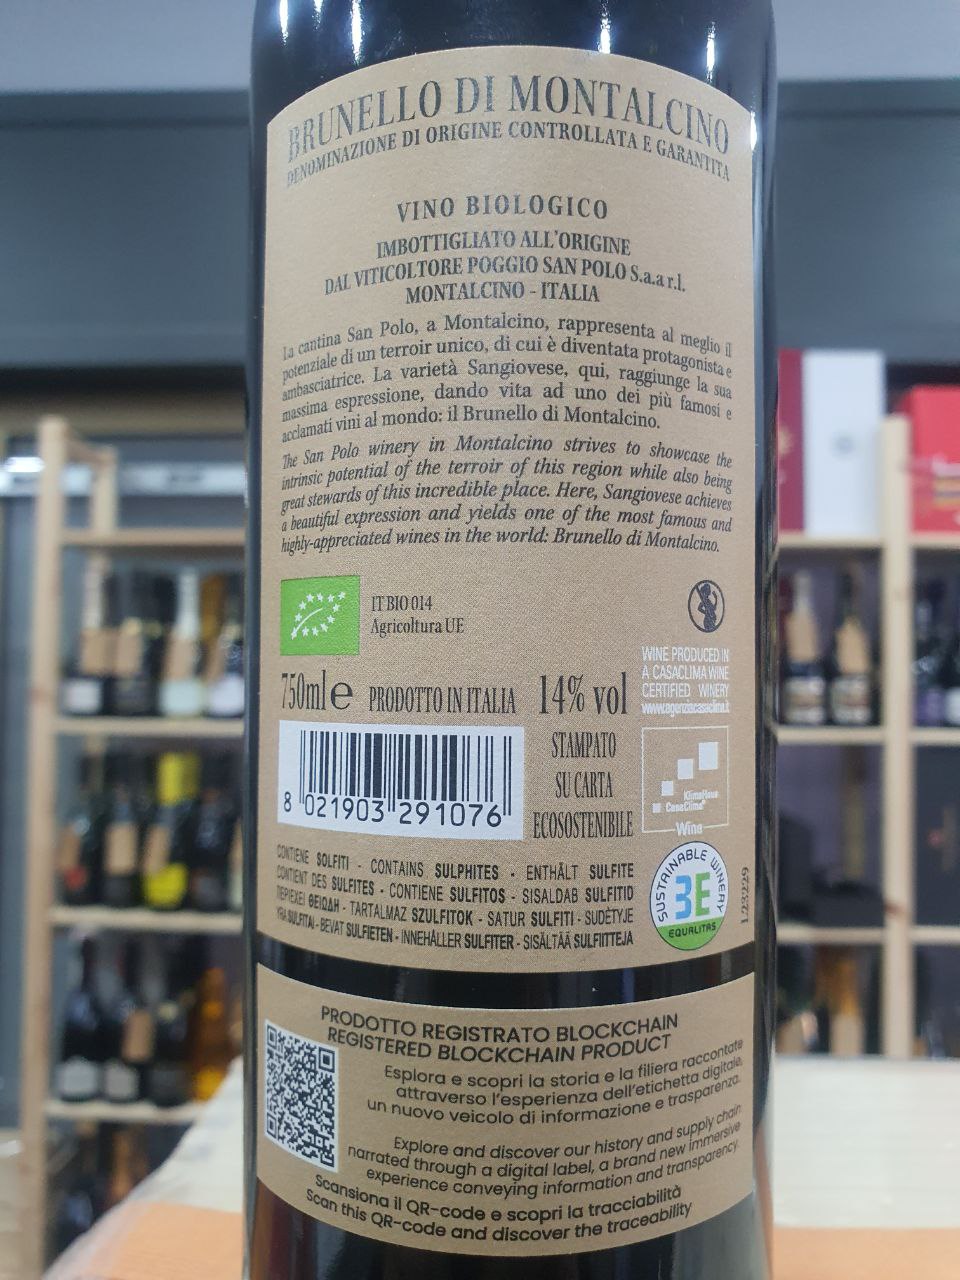 BRUNELLO DI MONTALCINO
DENOMINAZIONE DI ORIGINE CONTROLLATA E GARANTITA
VINO BIOLOGICO
IMBOTTIGLIATO ALL'ORIGINE
DAL VITICOLTORE POGGIO SAN POLO S.a.a r.l.
MONTALCINO - ITALIA
La cantina San Polo, a Montalcino, rappresenta al meglio il
potenziale di un terroir unico, di cui è diventata protagonista e
ambasciatrice. La varietà Sangiovese, qui, raggiunge la sua
massima espressione, dando vita ad uno dei più famosi e
acclamati vini al mondo: il Brunello di Montalcino.
The San Polo winery in Montalcino strives to showcase the
intrinsic potential of the terroir of this region while also being
great stewards of this incredible place. Here, Sangiovese achieves
a beautiful expression and yields one of the most famous and
highly-appreciated wines in the world: Brunello di Montalcino.
IT BIO 014
Agricoltura UE
WINE PRODUCED IN
A CASACLIMA WINE
CERTIFIED WINERY
www.agenziacasaclima.it
750ml e PRODOTTO IN ITALIA 14% vol
STAMPATO
SU CARTA
ECOSOSTENIBILE
KlimaHaus
CasaClima®
Wine
8 021903 291076
CONTIENE SOLFITI - CONTAINS SULPHITES - ENTHÄLT SULFITE
CONTIENT DES SULFITES - CONTIENE SULFITOS - SISALDAB SULFITID
ΠΕΡΙΕΧΕΙ ΘΕΙΩΔΗ - TARTALMAZ SZULFITOK - SATUR SULFITI - SUDĖTYJE
YRA SULFITAI - BEVAT SULFIETEN - INNEHÅLLER SULFITER - SISÄLTÄÄ SULFIITTEJA
SUSTAINABLE WINERY
3E
EQUALITAS
L23229
PRODOTTO REGISTRATO BLOCKCHAIN
REGISTERED BLOCKCHAIN PRODUCT
Esplora e scopri la storia e la filiera raccontate
attraverso l'esperienza dell'etichetta digitale,
un nuovo veicolo di informazione e trasparenza.
Explore and discover our history and supply chain
narrated through a digital label, a brand new immersive
experience conveying information and transparency.
Scansiona il QR-code e scopri la tracciabilità
Scan this QR-code and discover the traceability